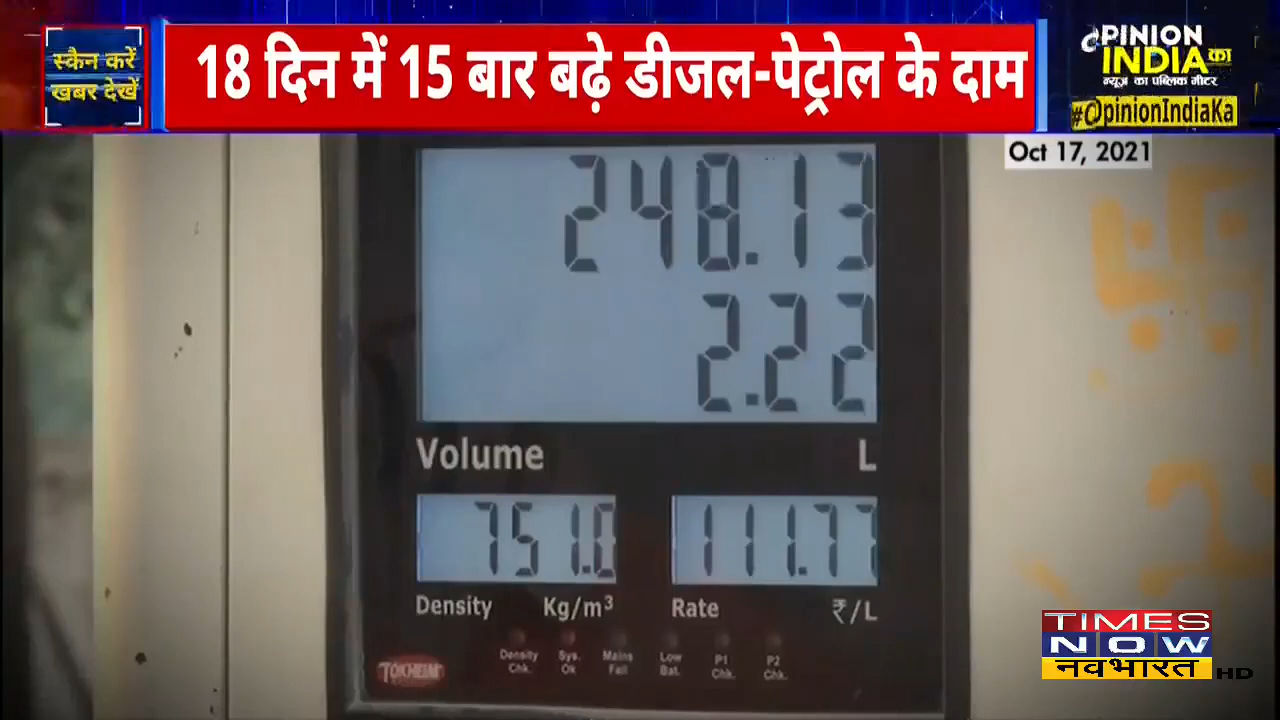 स्कैन करें
खबर देखें
18 दिन में 15 बार बढ़े डीजल-पेट्रोल के दाम
OPINION
INDIA का
न्यूज़ का पब्लिक मीटर
#OpinionIndiaKa
Oct 17, 2021
248.13
2.22
Volume L
751.0 111.77
Density Kg/m³ Rate ₹/L
Density Chk. Sys. Ok Mains Fail Low Bat. P1 Chk. P2 Chk.
TOKHEIM
TIMES
NOW
नवभारत HD